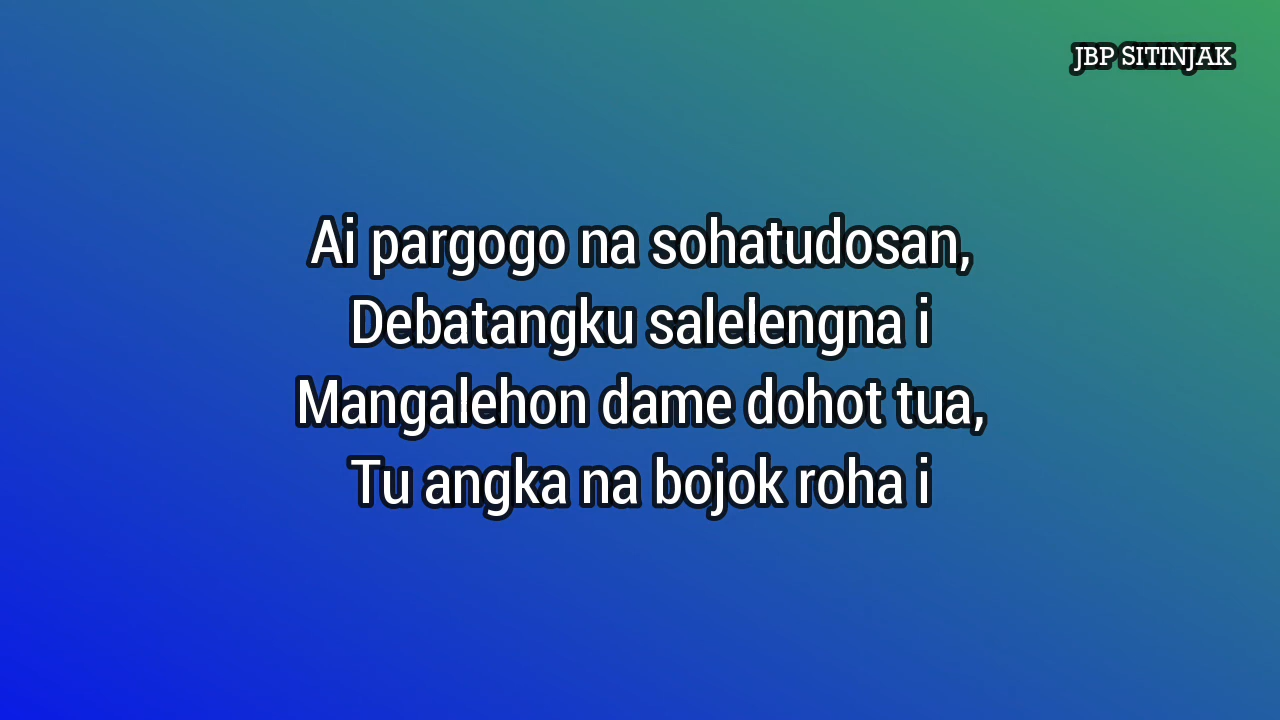 JBP SITINJAK
Ai pargogo na sohatudosan,
Debatangku salelengna i
Mangalehon dame dohot tua,
Tu angka na bojok roha i